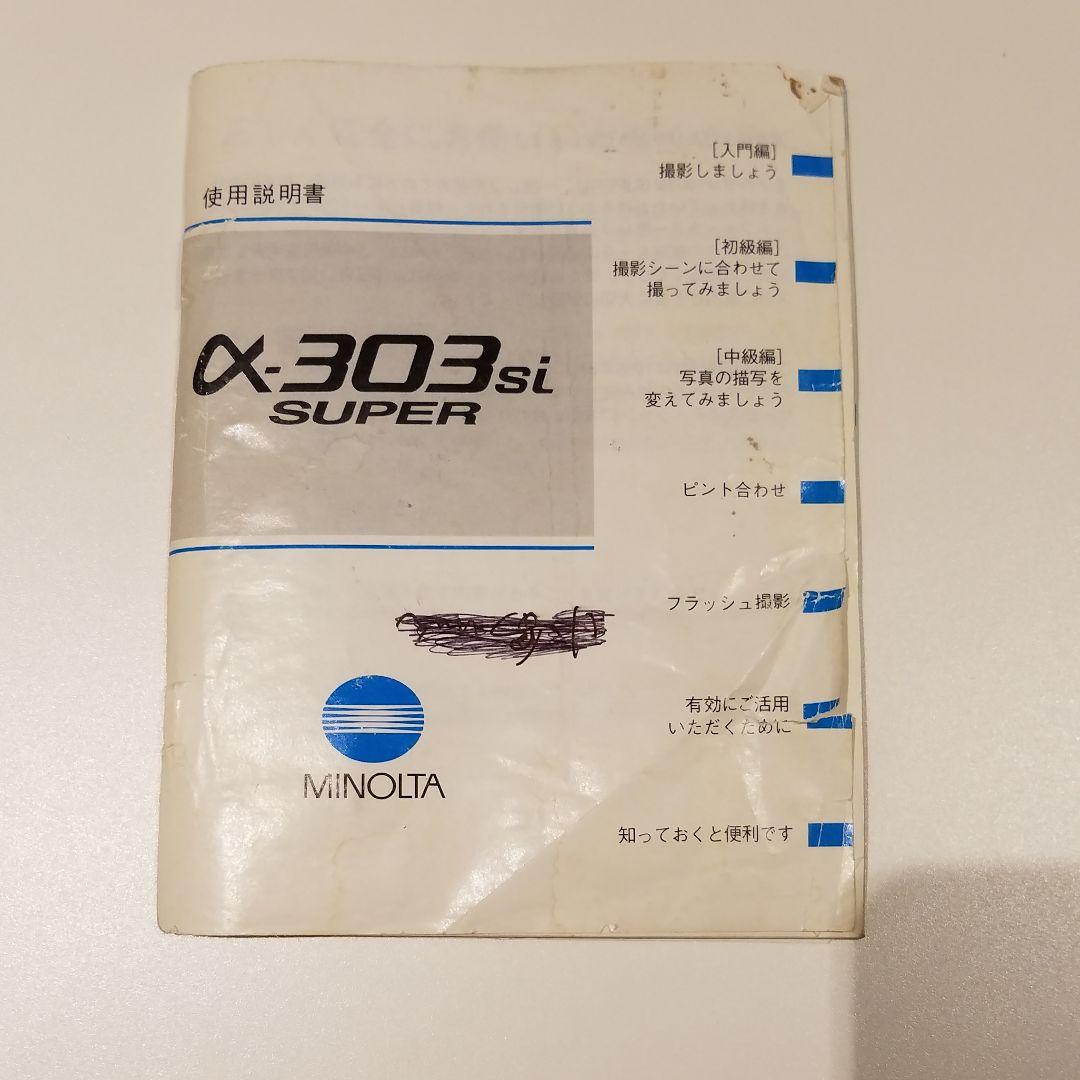 使用説明書
α-303si
SUPER
MINOLTA
[入門編]
撮影しましょう
[初級編]
撮影シーンに合わせて
撮ってみましょう
[中級編]
写真の描写を
変えてみましょう
ピント合わせ
フラッシュ撮影
有効にご活用
いただくために
知っておくと便利です